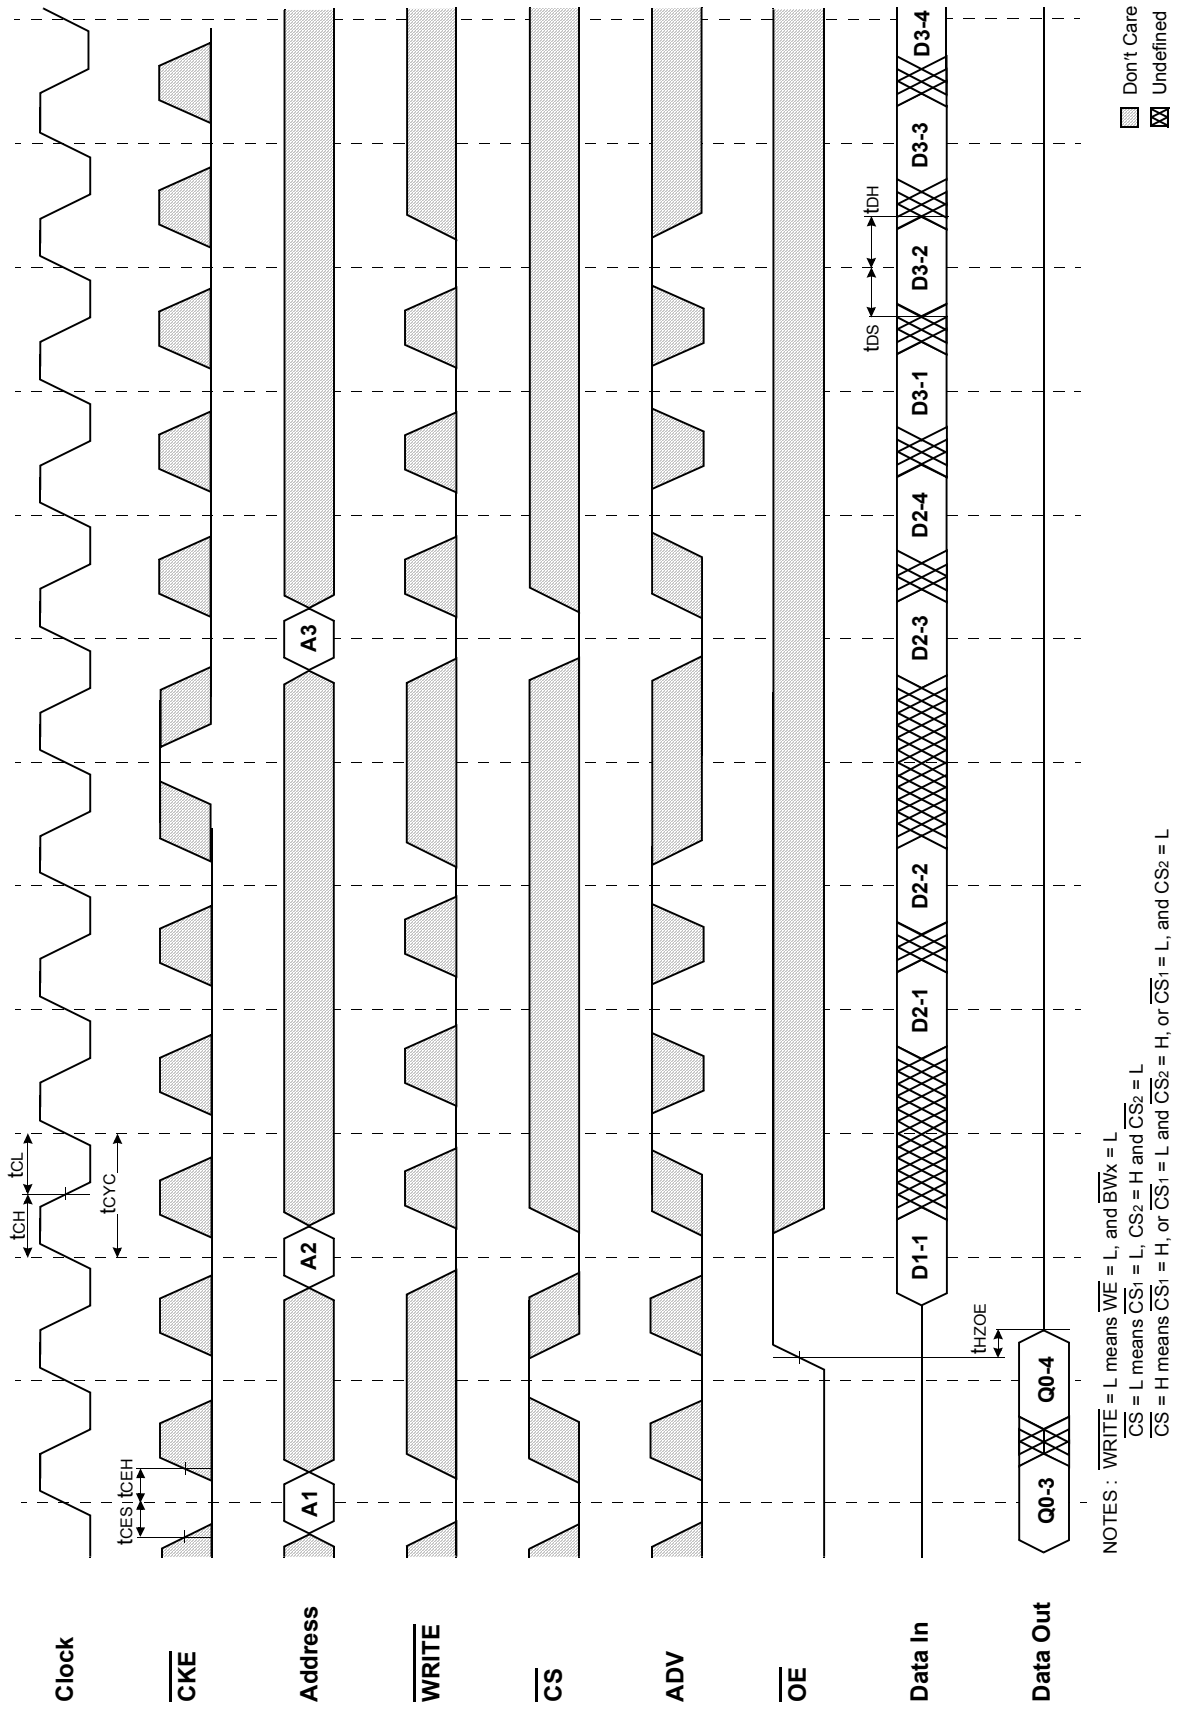 tCH tCL
Clock
tCES tCEH tCYC
CKE
Address A1 A2 A3
WRITE
CS
ADV
OE
tDS tDH
Data In D1-1 D2-1 D2-2 D2-3 D2-4 D3-1 D3-2 D3-3 D3-4
tHZOE
Data Out Q0-3 Q0-4
NOTES : WRITE = L means WE = L, and BWx = L
CS = L means CS1 = L, CS2 = H and CS2 = L
CS = H means CS1 = H, or CS1 = L and CS2 = H, or CS1 = L, and CS2 = L
Don't Care
Undefined